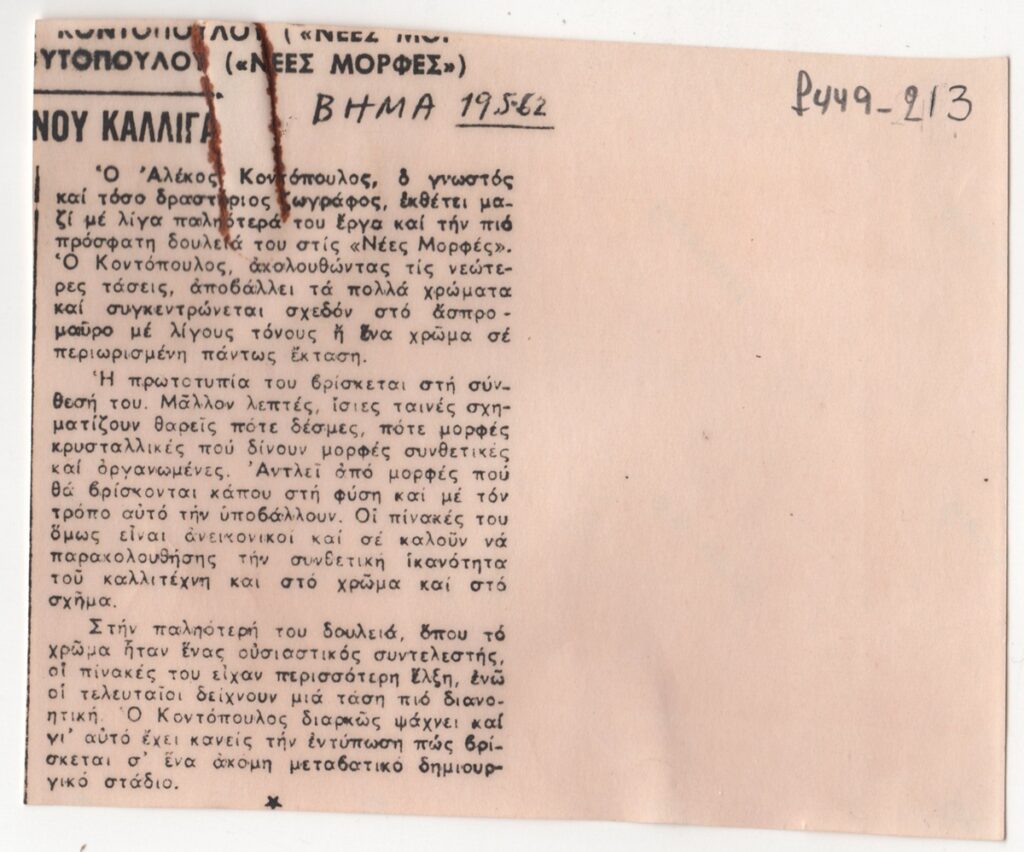 ΚΟΝΤΟΠΟΥΛΟΥ («ΝΕΕΣ ΜΟΡ
ΟΥΤΟΠΟΥΛΟΥ («ΝΕΕΣ ΜΟΡΦΕΣ»)
ΒΗΜΑ 19.5.62
P449-213
ΝΟΥ ΚΑΛΛΙΓΑ
Ὁ Ἀλέκος Κοντόπουλος, ὁ γνωστός
καί τόσο δραστήριος ζωγράφος, ἐκθέτει μα-
ζί μέ λίγα παληότερά του ἔργα καί τήν πιό
πρόσφατη δουλειά του στίς «Νέες Μορφές».
Ὁ Κοντόπουλος, ἀκολουθώντας τίς νεώτε-
ρες τάσεις, ἀποβάλλει τά πολλά χρώματα
καί συγκεντρώνεται σχεδόν στό ἄσπρο-
μαῦρο μέ λίγους τόνους ἤ ἕνα χρῶμα σέ
περιωρισμένη πάντως ἔκταση.
Ἡ πρωτοτυπία του βρίσκεται στή σύν-
θεσή του. Μᾶλλον λεπτές, ἴσιες ταινές σχη-
ματίζουν θαρεῖς πότε δέσμες, πότε μορφές
κρυσταλλικές πού δίνουν μορφές συνθετικές
καί ὀργανωμένες. Ἀντλεῖ ἀπό μορφές πού
θά βρίσκονται κάπου στή φύση καί μέ τόν
τρόπο αὐτό τήν ὑποβάλλουν. Οἱ πίνακές του
ὅμως εἶναι ἀνεικονικοί καί σέ καλοῦν νά
παρακολουθήσης τήν συνθετική ἱκανότητα
τοῦ καλλιτέχνη και στό χρῶμα καί στό
σχῆμα.
Στήν παληότερή του δουλειά, ὅπου τό
χρῶμα ἦταν ἕνας οὐσιαστικός συντελεστής,
οἱ πίνακές του εἶχαν περισσότερη ἕλξη, ἐνῶ
οἱ τελευταῖοι δείχνουν μιά τάση πιό διανο-
ητική. Ὁ Κοντόπουλος διαρκῶς ψάχνει καί
γι' αὐτό ἔχει κανείς τήν ἐντύπωση πώς βρί-
σκεται σ' ἕνα ἀκόμη μεταβατικό δημιουρ-
γικό στάδιο.